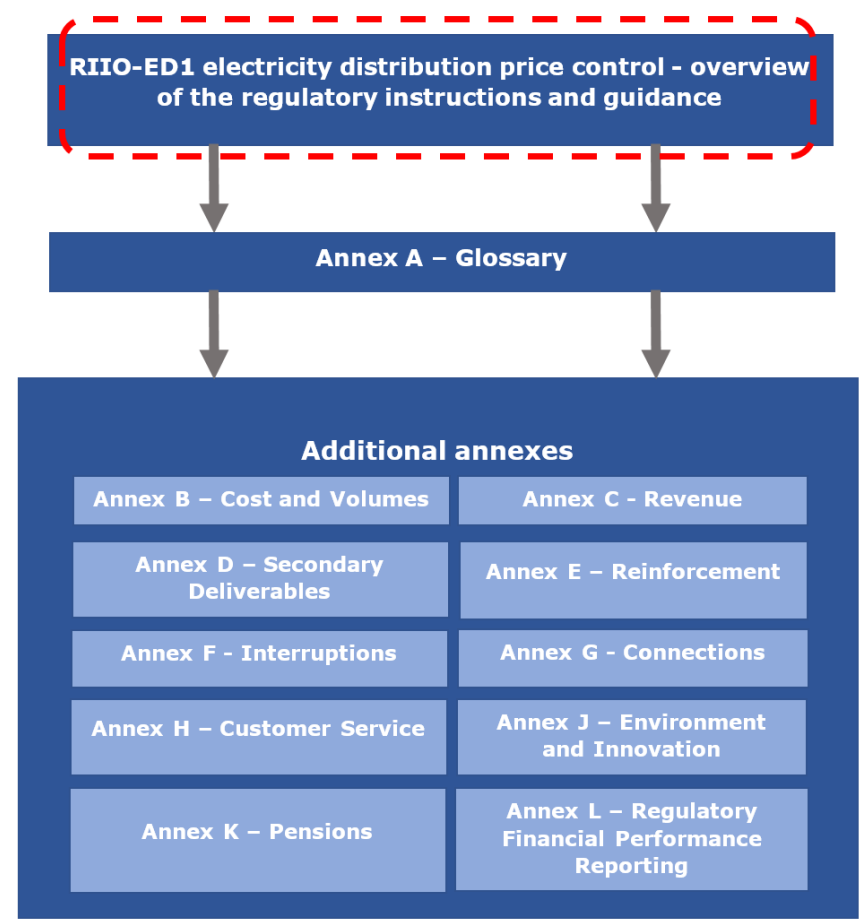 RIIO-ED1 electricity distribution price control - overview
of the regulatory instructions and guidance
Annex A – Glossary
Additional annexes
Annex B – Cost and Volumes
Annex C - Revenue
Annex D – Secondary
Deliverables
Annex E – Reinforcement
Annex F - Interruptions
Annex G - Connections
Annex H – Customer Service
Annex J – Environment
and Innovation
Annex K – Pensions
Annex L – Regulatory
Financial Performance
Reporting